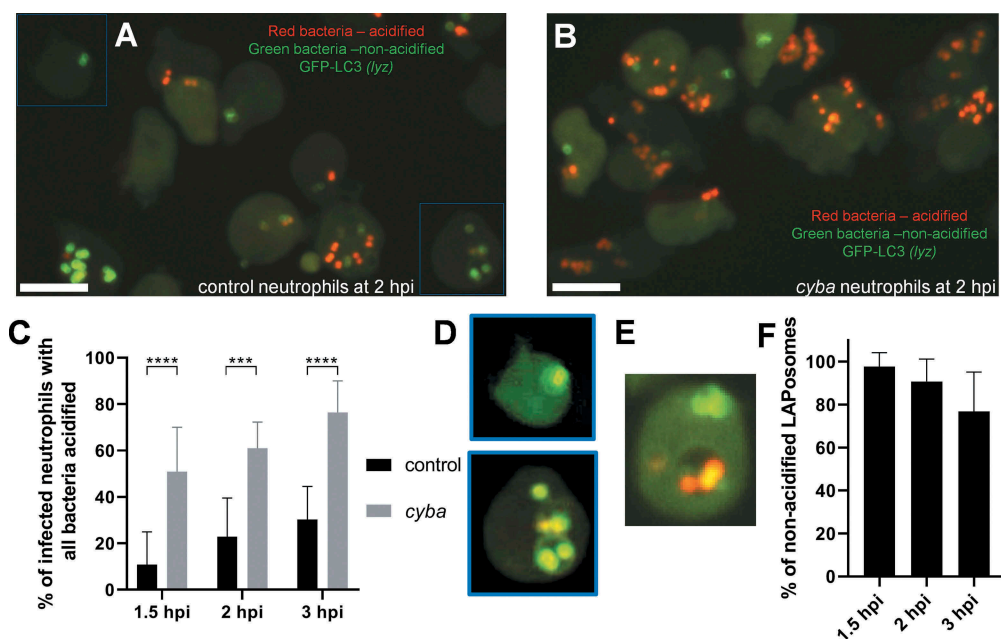 A
Red bacteria – acidified
Green bacteria –non-acidified
GFP-LC3 (lyz)
control neutrophils at 2 hpi
B
Red bacteria – acidified
Green bacteria –non-acidified
GFP-LC3 (lyz)
cyba neutrophils at 2 hpi
C
% of infected neutrophils with
all bacteria acidified
100
80
60
40
20
0
****
***
****
1.5 hpi
2 hpi
3 hpi
control
cyba
D
E
F
% of non-acidified LAPosomes
100
80
60
40
20
0
1.5 hpi
2 hpi
3 hpi